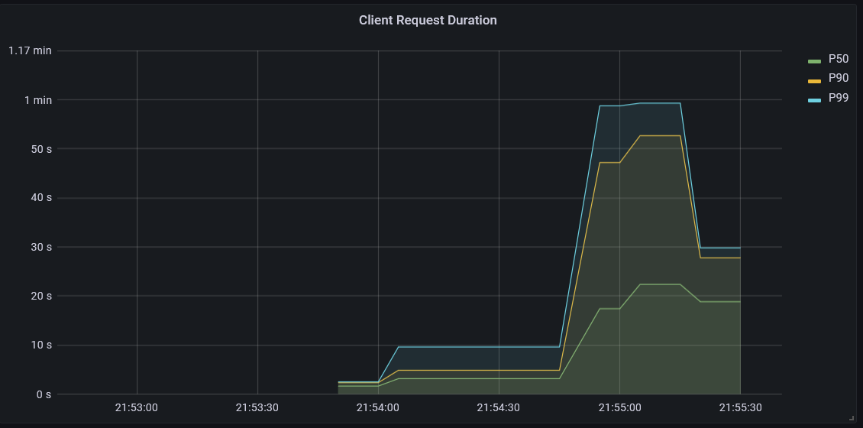 Client Request Duration
1.17 min
1 min
50 s
40 s
30 s
20 s
10 s
0 s
21:53:00
21:53:30
21:54:00
21:54:30
21:55:00
21:55:30
P50
P90
P99